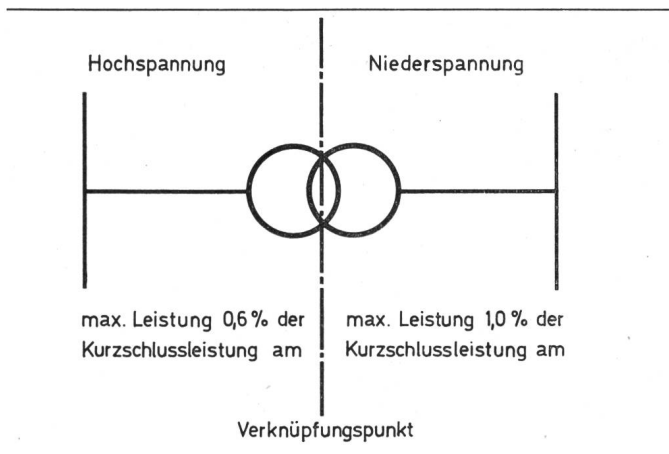 Hochspannung
Niederspannung
max. Leistung 0,6 % der
Kurzschlussleistung am
max. Leistung 1,0 % der
Kurzschlussleistung am
Verknüpfungspunkt